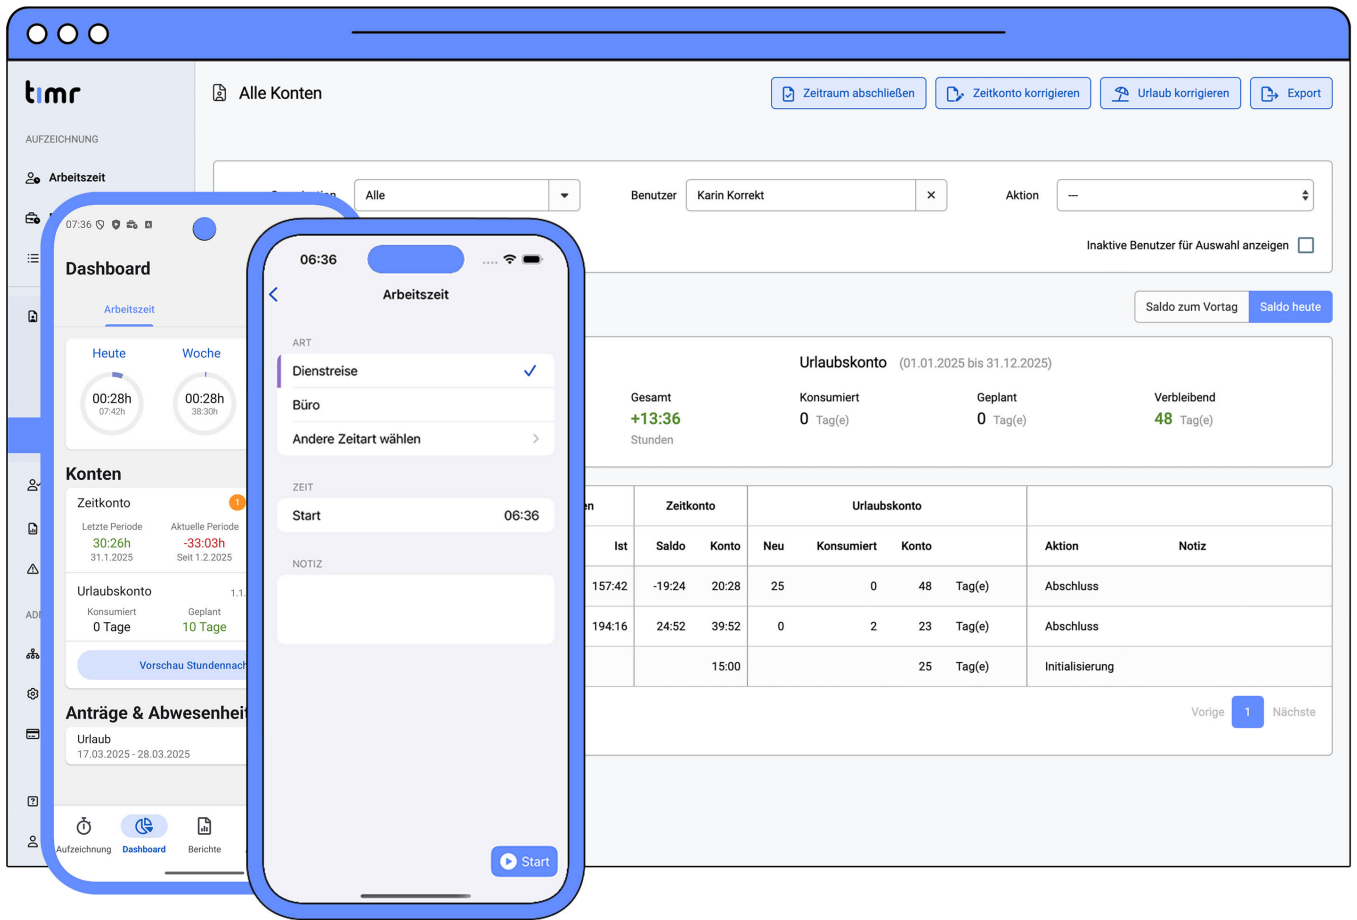 timr
Alle Konten
Zeitraum abschließen
Zeitkonto korrigieren
Urlaub korrigieren
Export
AUFZEICHNUNG
Arbeitszeit
Alle
Benutzer
Karin Korrekt
Aktion
---
Inaktive Benutzer für Auswahl anzeigen
Saldo zum Vortag
Saldo heute
Urlaubskonto (01.01.2025 bis 31.12.2025)
Gesamt
Konsumiert
Geplant
Verbleibend
+13:36
0 Tag(e)
0 Tag(e)
48 Tag(e)
Stunden
Zeitkonto
Urlaubskonto
Ist
Saldo
Konto
Neu
Konsumiert
Konto
Aktion
Notiz
157:42
-19:24
20:28
25
0
48
Tag(e)
Abschluss
194:16
24:52
39:52
0
2
23
Tag(e)
Abschluss
15:00
25
Tag(e)
Initialisierung
Vorige
1
Nächste
07:36
Dashboard
Arbeitszeit
Heute
Woche
00:28h
07:42h
00:28h
38:30h
Konten
Zeitkonto
1
Letzte Periode
Aktuelle Periode
30:26h
-33:03h
31.1.2025
Seit 1.2.2025
Urlaubskonto
1.1.
Konsumiert
Geplant
0 Tage
10 Tage
Vorschau Stundennach
Anträge & Abwesenheit
Urlaub
17.03.2025 - 28.03.2025
Aufzeichnung
Dashboard
Berichte
06:36
Arbeitszeit
ART
Dienstreise
Büro
Andere Zeitart wählen
ZEIT
Start
06:36
NOTIZ
Start